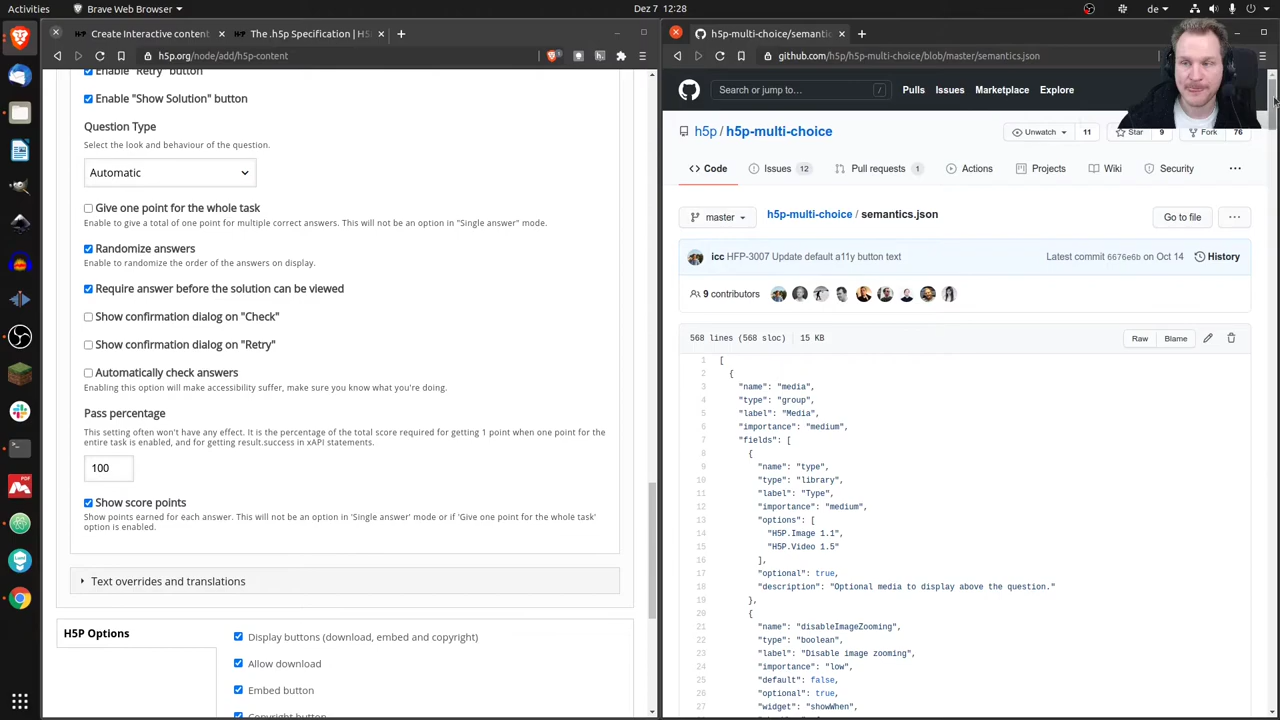 Activities
Brave Web Browser
Dez 7 12:28
de
Create Interactive conten
The .h5p Specification | H5
h5p.org/node/add/h5p-content
Enable "Retry" button
Enable "Show Solution" button
Question Type
Select the look and behaviour of the question.
Automatic
Give one point for the whole task
Enable to give a total of one point for multiple correct answers. This will not be an option in "Single answer" mode.
Randomize answers
Enable to randomize the order of the answers on display.
Require answer before the solution can be viewed
Show confirmation dialog on "Check"
Show confirmation dialog on "Retry"
Automatically check answers
Enabling this option will make accessibility suffer, make sure you know what you're doing.
Pass percentage
This setting often won't have any effect. It is the percentage of the total score required for getting 1 point when one point for the
entire task is enabled, and for getting result.success in xAPI statements.
100
Show score points
Show points earned for each answer. This will not be an option in 'Single answer' mode or if 'Give one point for the whole task'
option is enabled.
Text overrides and translations
H5P Options
Display buttons (download, embed and copyright)
Allow download
Embed button
Copyright button
h5p-multi-choice/semantic
github.com/h5p/h5p-multi-choice/blob/master/semantics.json
Search or jump to...
/
Pulls
Issues
Marketplace
Explore
h5p / h5p-multi-choice
Unwatch
11
Star
9
Fork
76
Code
Issues 12
Pull requests 1
Actions
Projects
Wiki
Security
master
h5p-multi-choice / semantics.json
Go to file
icc HFP-3007 Update default a11y button text
Latest commit 6676e6b on Oct 14
History
9 contributors
568 lines (568 sloc)
15 KB
Raw
Blame
1 [
2 {
3 "name": "media",
4 "type": "group",
5 "label": "Media",
6 "importance": "medium",
7 "fields": [
8 {
9 "name": "type",
10 "type": "library",
11 "label": "Type",
12 "importance": "medium",
13 "options": [
14 "H5P.Image 1.1",
15 "H5P.Video 1.5"
16 ],
17 "optional": true,
18 "description": "Optional media to display above the question."
19 },
20 {
21 "name": "disableImageZooming",
22 "type": "boolean",
23 "label": "Disable image zooming",
24 "importance": "low",
25 "default": false,
26 "optional": true,
27 "widget": "showWhen",